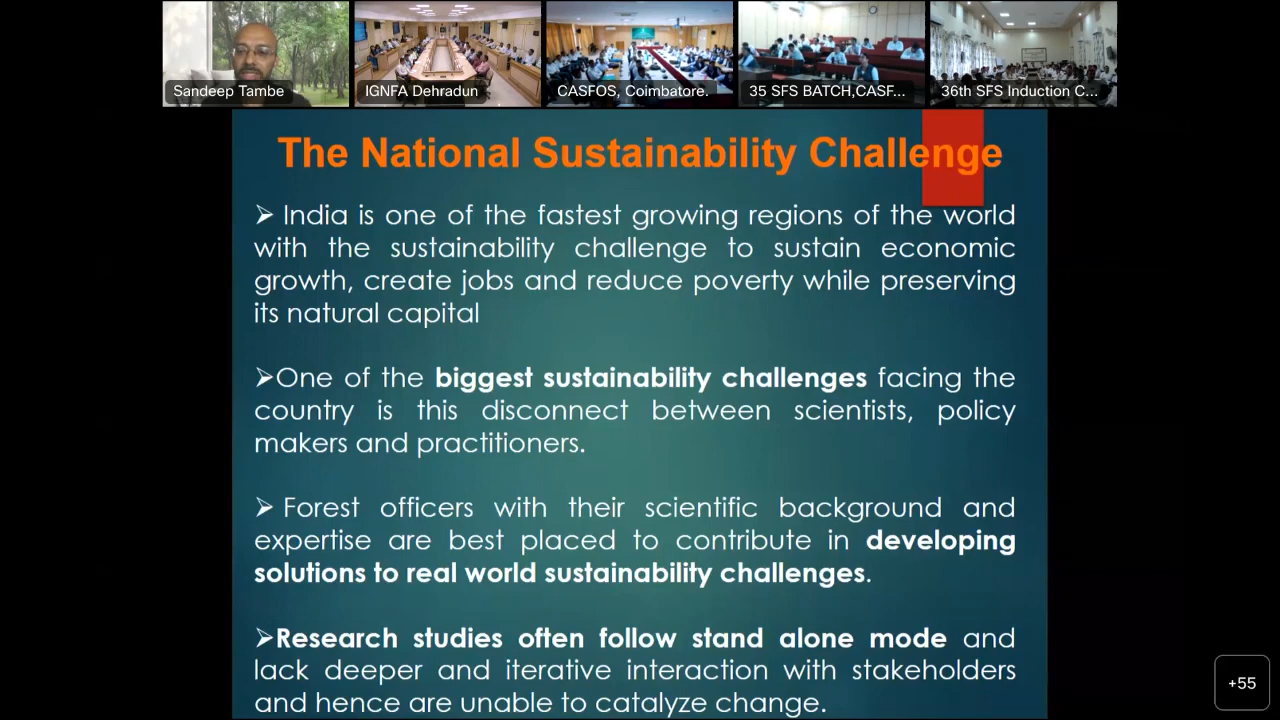 Sandeep Tambe
IGNFA Dehradun
CASFOS, Coimbatore.
35 SFS BATCH,CASF...
36th SFS Induction C...
The National Sustainability Challenge
➢ India is one of the fastest growing regions of the world
with the sustainability challenge to sustain economic
growth, create jobs and reduce poverty while preserving
its natural capital
➢One of the biggest sustainability challenges facing the
country is this disconnect between scientists, policy
makers and practitioners.
➢ Forest officers with their scientific background and
expertise are best placed to contribute in developing
solutions to real world sustainability challenges.
➢Research studies often follow stand alone mode and
lack deeper and iterative interaction with stakeholders
and hence are unable to catalyze change.
+55